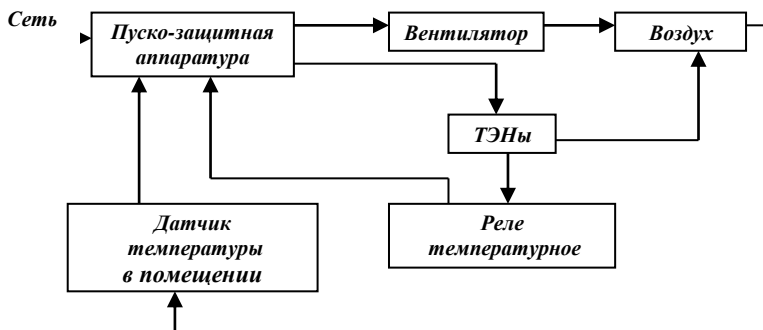 Сеть
Пуско-защитная
аппаратура
Вентилятор
Воздух
ТЭНы
Датчик
температуры
в помещении
Реле
температурное